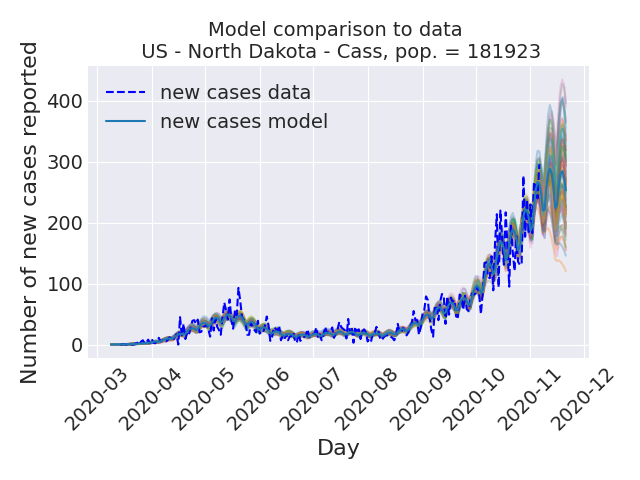 Model comparison to data
US - North Dakota - Cass, pop. = 181923
Number of new cases reported
new cases data
new cases model
400
300
200
100
0
2020-03
2020-04
2020-05
2020-06
2020-07
2020-08
2020-09
2020-10
2020-11
2020-12
Day